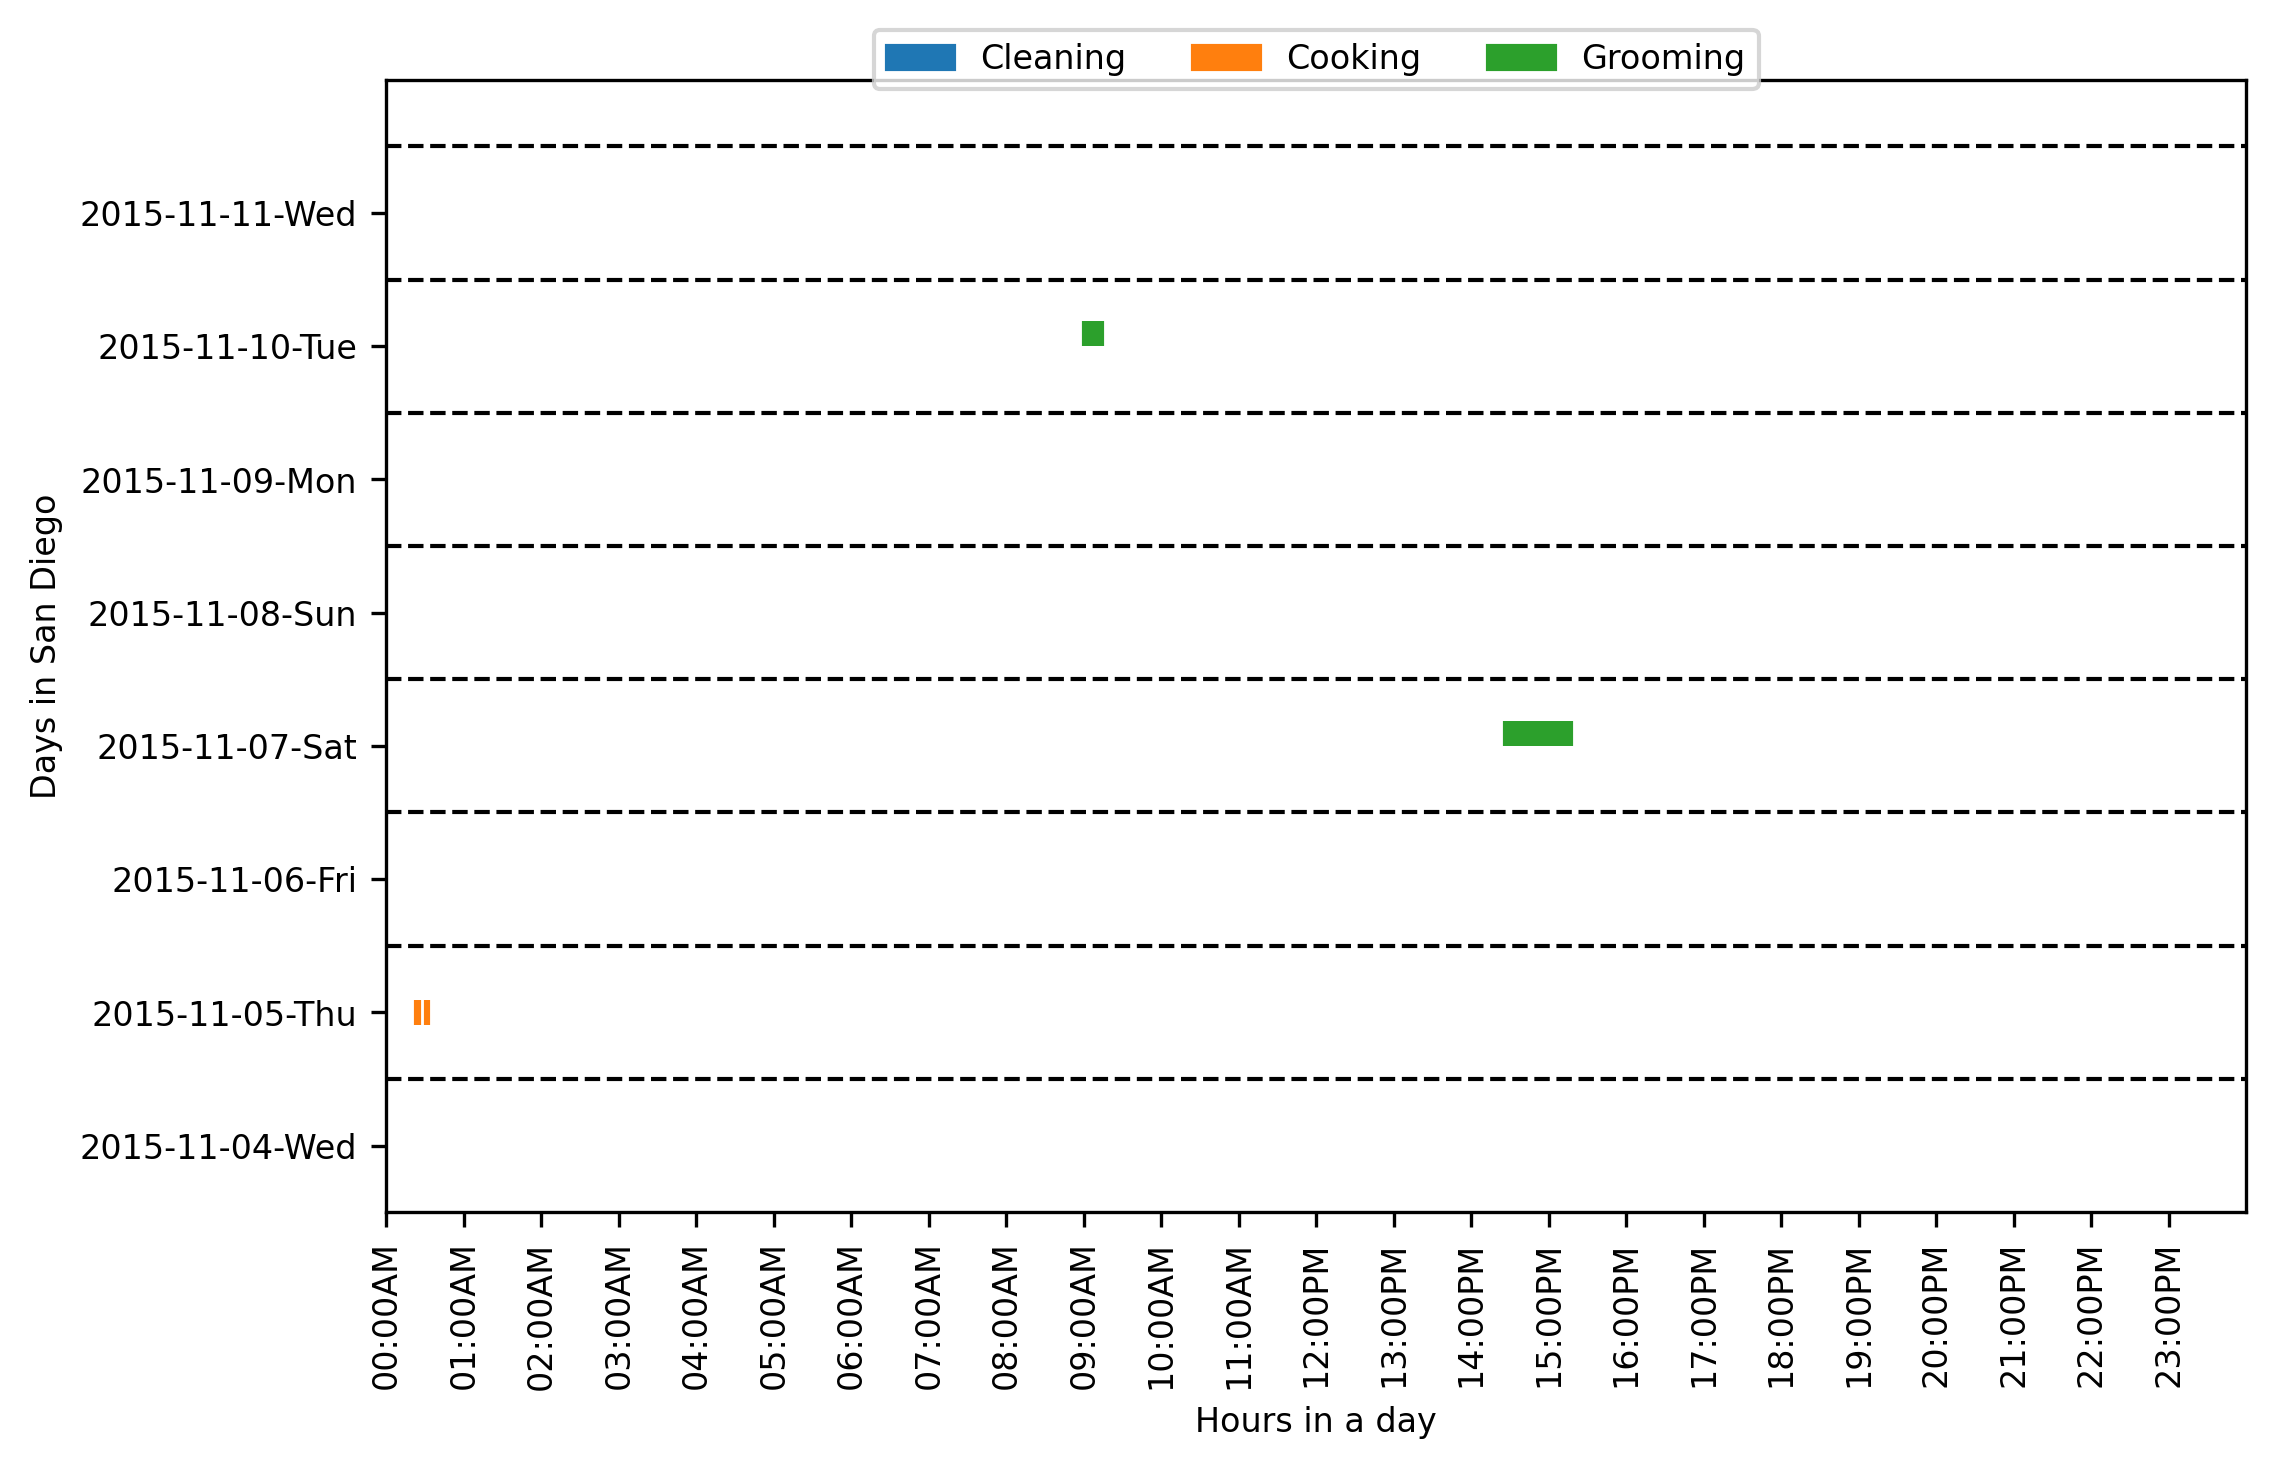 Cleaning Cooking Grooming
2015-11-11-Wed
2015-11-10-Tue
2015-11-09-Mon
2015-11-08-Sun
2015-11-07-Sat
2015-11-06-Fri
2015-11-05-Thu
2015-11-04-Wed
Days in San Diego
00:00AM
01:00AM
02:00AM
03:00AM
04:00AM
05:00AM
06:00AM
07:00AM
08:00AM
09:00AM
10:00AM
11:00AM
12:00PM
13:00PM
14:00PM
15:00PM
16:00PM
17:00PM
18:00PM
19:00PM
20:00PM
21:00PM
22:00PM
23:00PM
Hours in a day